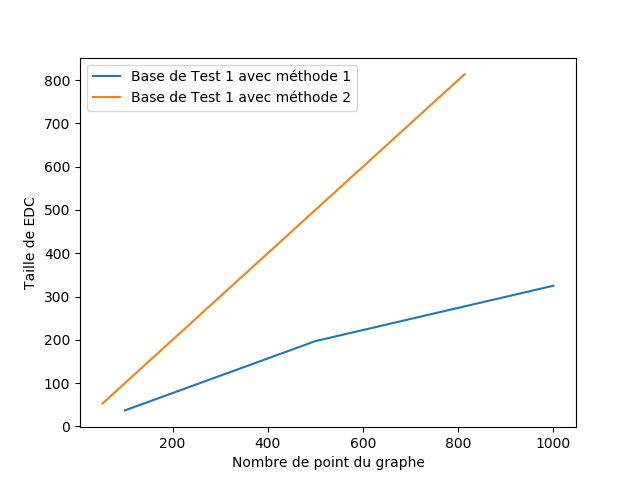 Base de Test 1 avec méthode 1
Base de Test 1 avec méthode 2
800
700
600
500
400
300
200
100
0
Taille de EDC
200 400 600 800 1000
Nombre de point du graphe